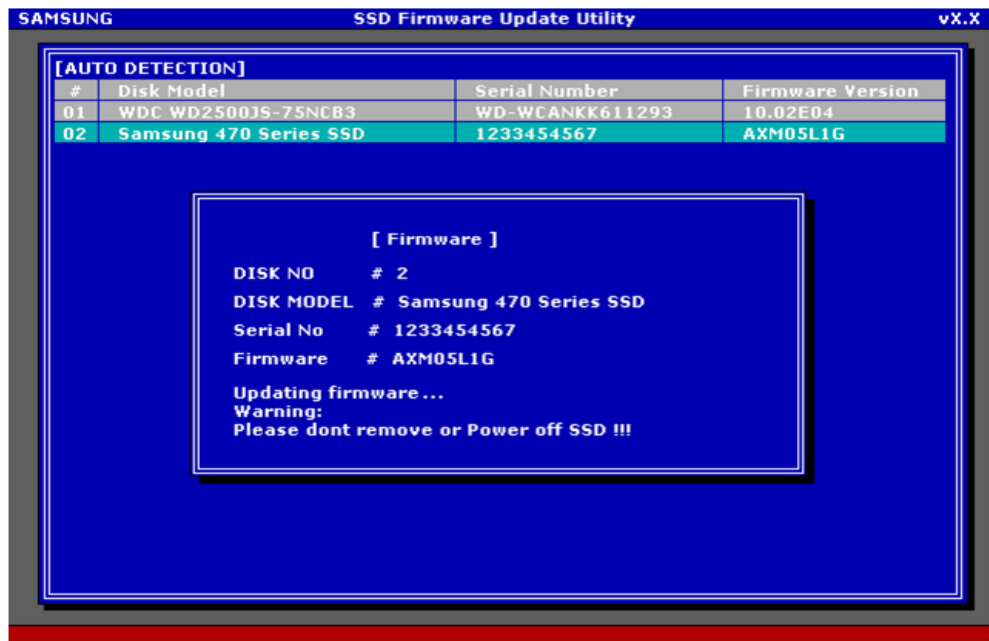 SAMSUNG SSD Firmware Update Utility vX.X
[AUTO DETECTION]
# Disk Model Serial Number Firmware Version
01 WDC WD2500JS-75NCB3 WD-WCANKK611293 10.02E04
02 Samsung 470 Series SSD 1233454567 AXM05L1G
[ Firmware ]
DISK NO # 2
DISK MODEL # Samsung 470 Series SSD
Serial No # 1233454567
Firmware # AXM05L1G
Updating firmware...
Warning:
Please dont remove or Power off SSD !!!